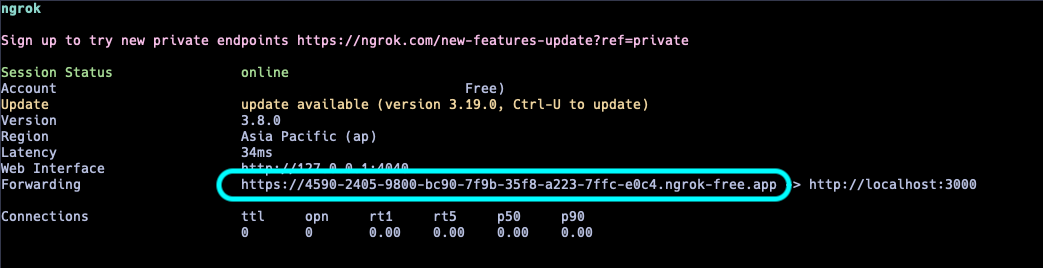 ngrok
Sign up to try new private endpoints https://ngrok.com/new-features-update?ref=private
Session Status online
Account Free)
Update update available (version 3.19.0, Ctrl-U to update)
Version 3.8.0
Region Asia Pacific (ap)
Latency 34ms
Web Interface http://127.0.0.1:4040
Forwarding https://4590-2405-9800-bc90-7f9b-35f8-a223-7ffc-e0c4.ngrok-free.app > http://localhost:3000
Connections ttl opn rt1 rt5 p50 p90
0 0 0.00 0.00 0.00 0.00